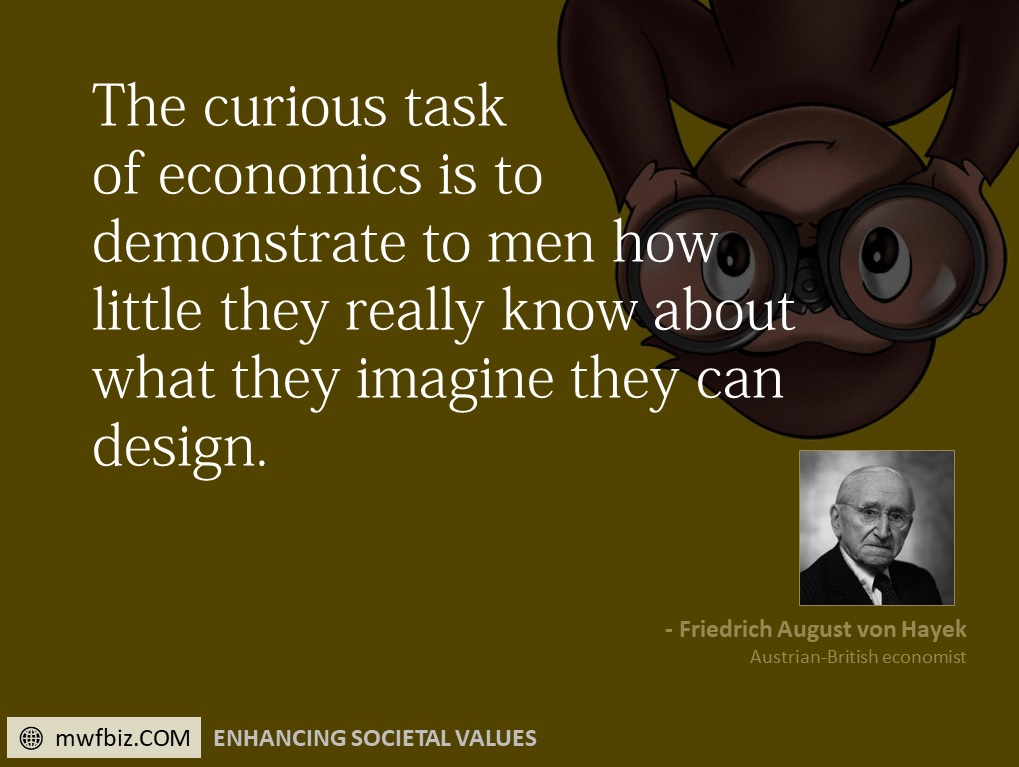 The curious task
of economics is to
demonstrate to men how
little they really know about
what they imagine they can
design.
- Friedrich August von Hayek
Austrian-British economist
mwfbiz.COM ENHANCING SOCIETAL VALUES